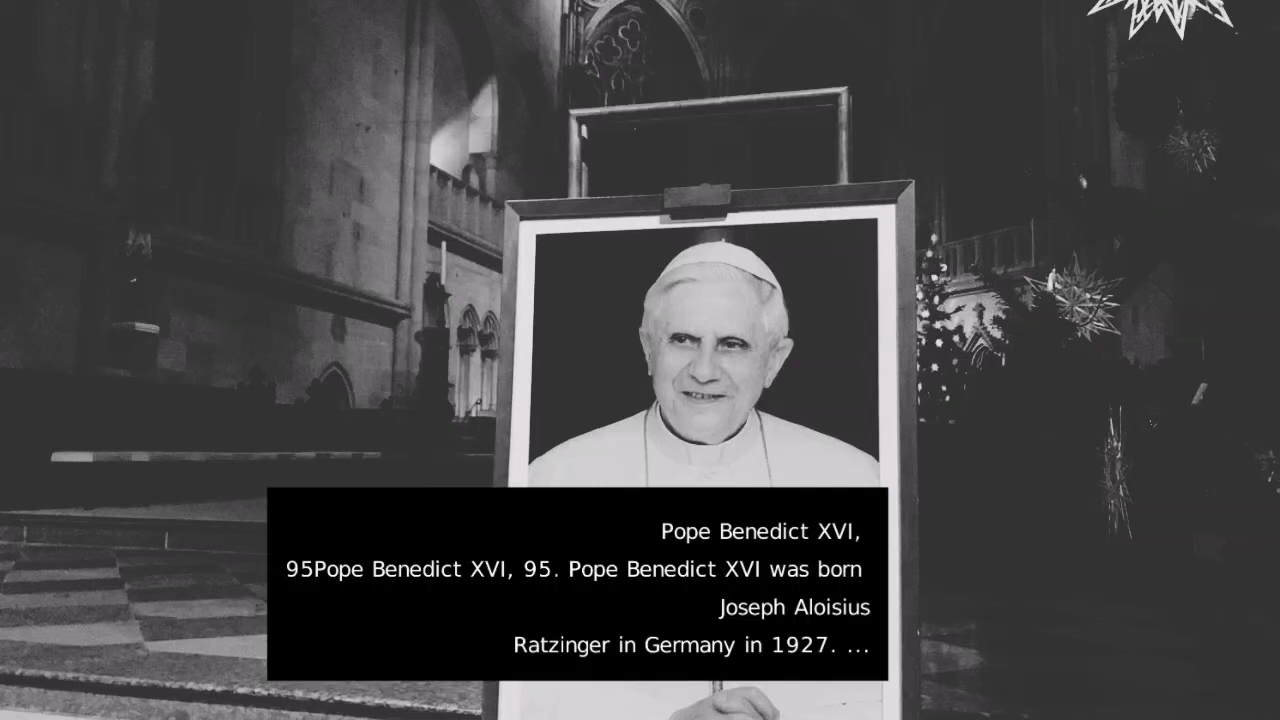 Pope Benedict XVI,
95Pope Benedict XVI, 95. Pope Benedict XVI was born
Joseph Aloisius
Ratzinger in Germany in 1927. ...